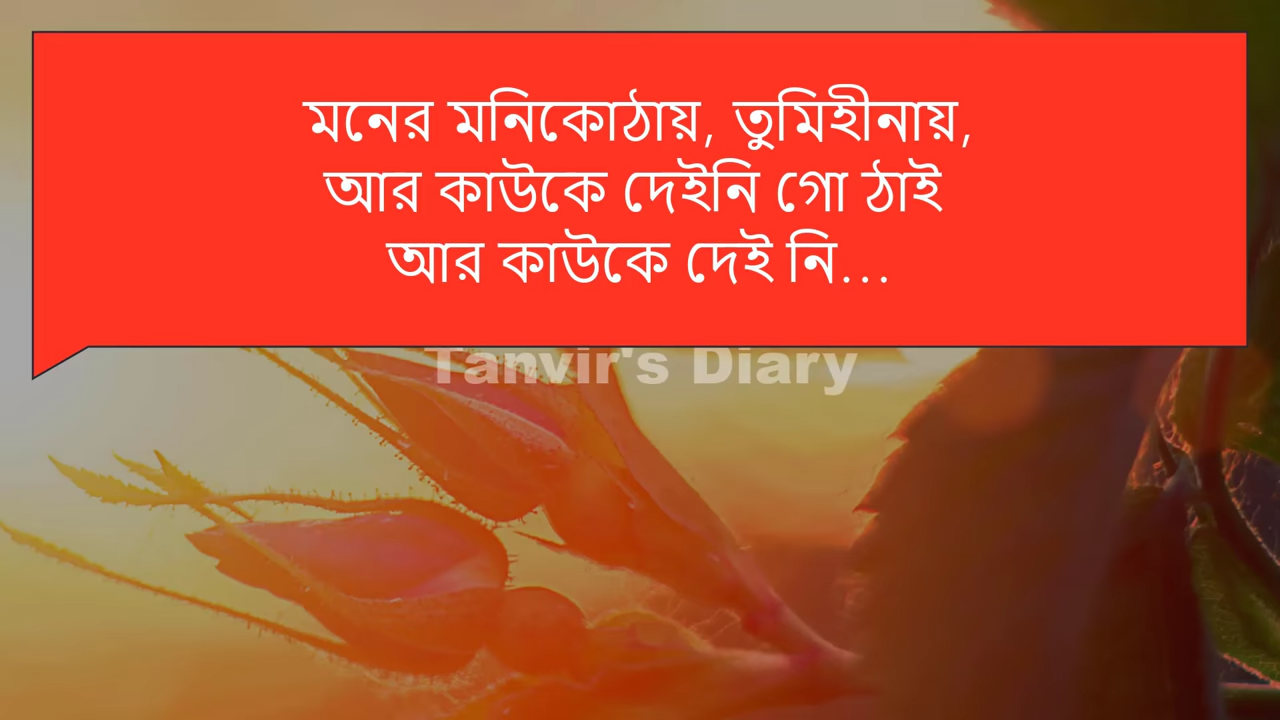 মনের মনিকোঠায়, তুমিহীনায়,
আর কাউকে দেইনি গো ঠাই
আর কাউকে দেই নি...
Tanvir's Diary